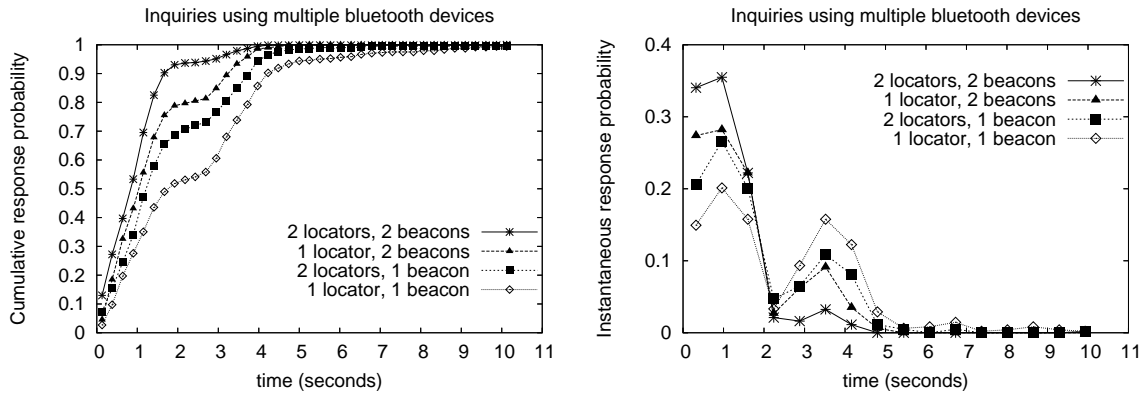 Inquiries using multiple bluetooth devices
1
0.9
0.8
0.7
0.6
0.5
0.4
0.3
0.2
0.1
0
Cumulative response probability
2 locators, 2 beacons
1 locator, 2 beacons
2 locators, 1 beacon
1 locator, 1 beacon
0 1 2 3 4 5 6 7 8 9 10 11
time (seconds)
Inquiries using multiple bluetooth devices
0.4
0.3
0.2
0.1
0
Instantaneous response probability
2 locators, 2 beacons
1 locator, 2 beacons
2 locators, 1 beacon
1 locator, 1 beacon
0 1 2 3 4 5 6 7 8 9 10 11
time (seconds)